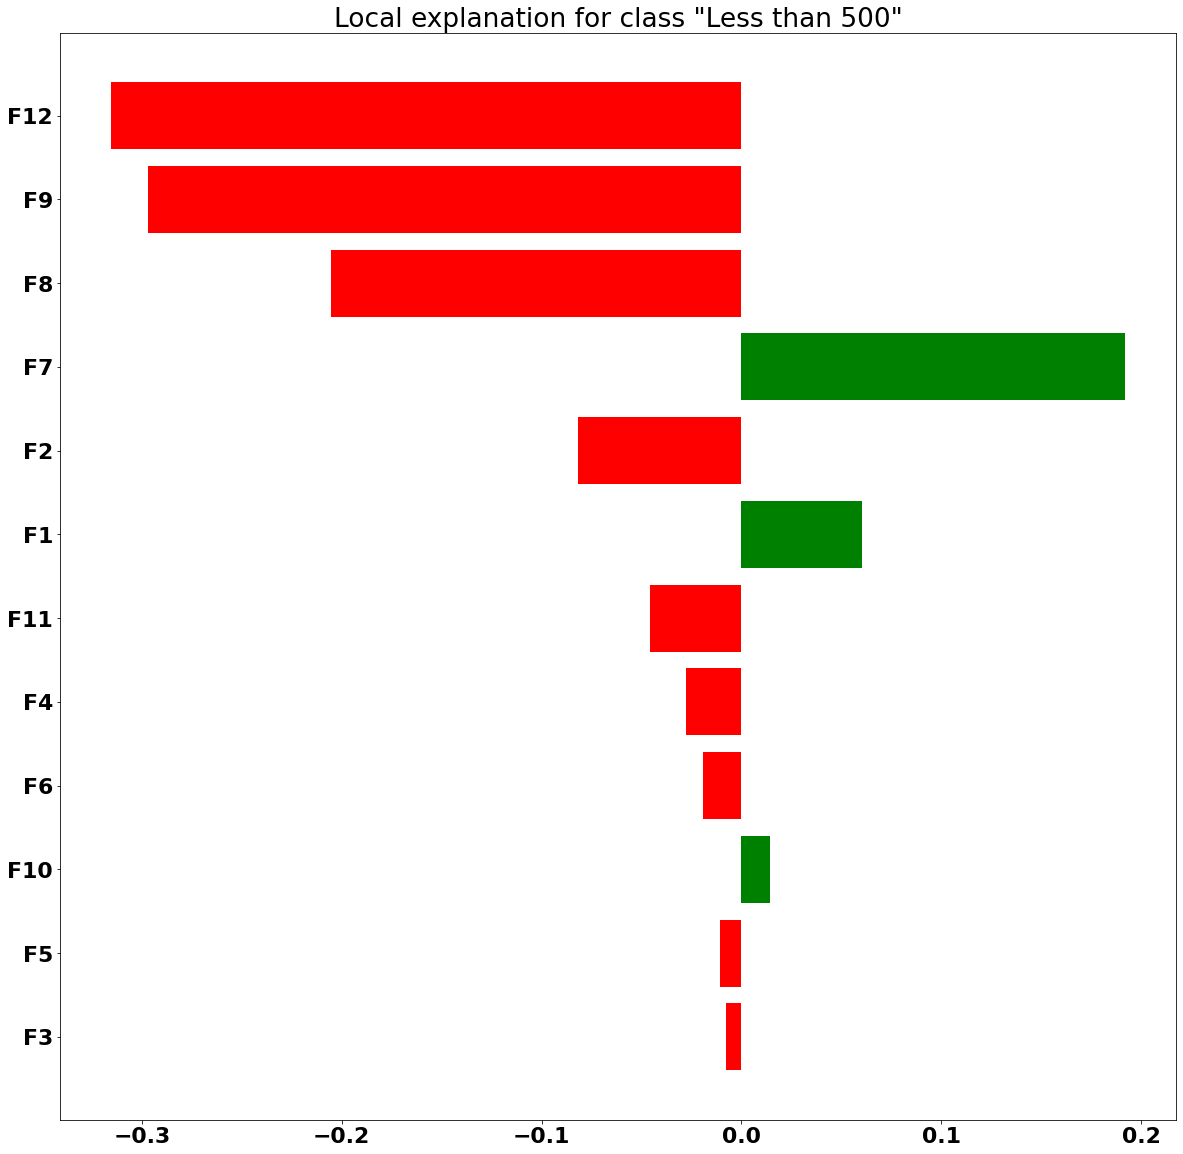 Local explanation for class "Less than 500"
F12
F9
F8
F7
F2
F1
F11
F4
F6
F10
F5
F3
−0.3 −0.2 −0.1 0.0 0.1 0.2